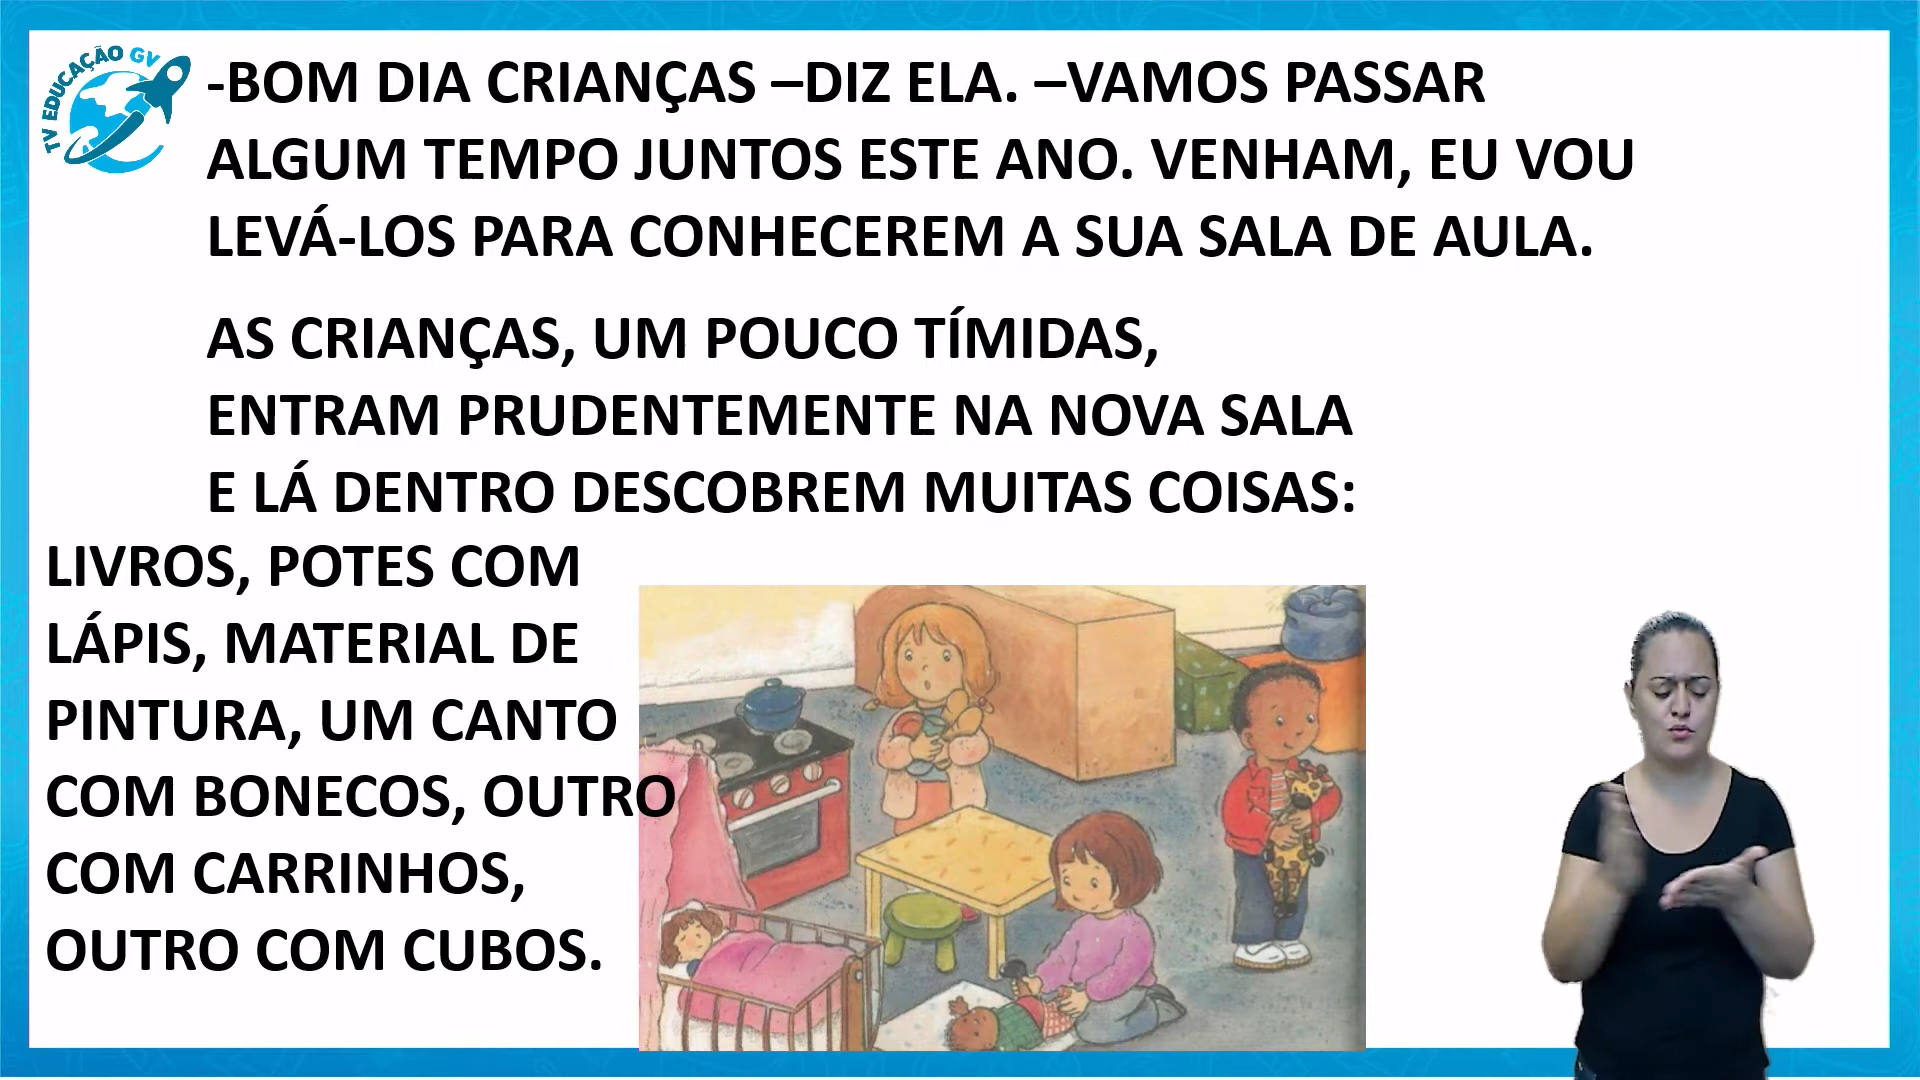 TV EDUCAÇÃO GV
-BOM DIA CRIANÇAS –DIZ ELA. –VAMOS PASSAR
ALGUM TEMPO JUNTOS ESTE ANO. VENHAM, EU VOU
LEVÁ-LOS PARA CONHECEREM A SUA SALA DE AULA.
AS CRIANÇAS, UM POUCO TÍMIDAS,
ENTRAM PRUDENTEMENTE NA NOVA SALA
E LÁ DENTRO DESCOBREM MUITAS COISAS:
LIVROS, POTES COM
LÁPIS, MATERIAL DE
PINTURA, UM CANTO
COM BONECOS, OUTRO
COM CARRINHOS,
OUTRO COM CUBOS.